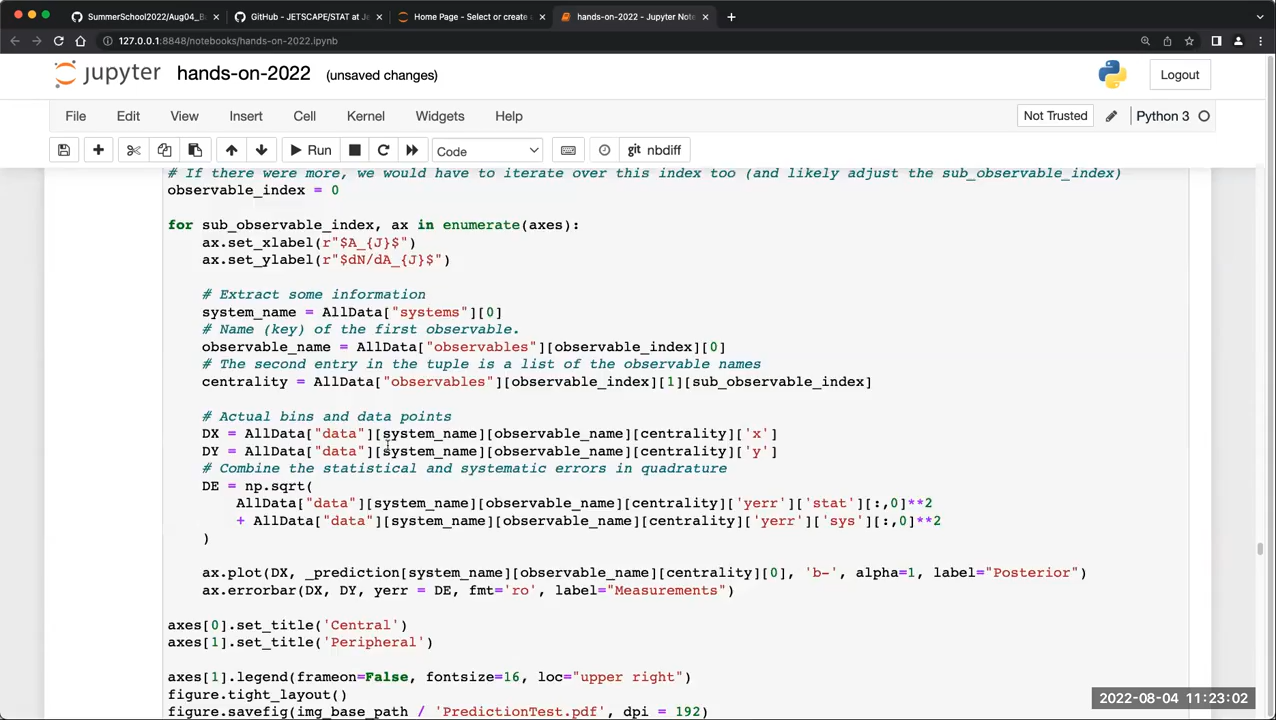 SummerSchool2022/Aug04_B
GitHub - JETSCAPE/STAT at J
Home Page - Select or create
hands-on-2022 - Jupyter Note
127.0.0.1:8848/notebooks/hands-on-2022.ipynb
jupyter hands-on-2022 (unsaved changes)
Logout
File Edit View Insert Cell Kernel Widgets Help
Not Trusted
Python 3
Run
Code
git nbdiff
# If there were more, we would have to iterate over this index too (and likely adjust the sub_observable_index)
observable_index = 0
for sub_observable_index, ax in enumerate(axes):
ax.set_xlabel(r"$A_{J}$")
ax.set_ylabel(r"$dN/dA_{J}$")
# Extract some information
system_name = AllData["systems"][0]
# Name (key) of the first observable.
observable_name = AllData["observables"][observable_index][0]
# The second entry in the tuple is a list of the observable names
centrality = AllData["observables"][observable_index][1][sub_observable_index]
# Actual bins and data points
DX = AllData["data"][system_name][observable_name][centrality]['x']
DY = AllData["data"][system_name][observable_name][centrality]['y']
# Combine the statistical and systematic errors in quadrature
DE = np.sqrt(
AllData["data"][system_name][observable_name][centrality]['yerr']['stat'][:,0]**2
+ AllData["data"][system_name][observable_name][centrality]['yerr']['sys'][:,0]**2
)
ax.plot(DX, _prediction[system_name][observable_name][centrality][0], 'b-', alpha=1, label="Posterior")
ax.errorbar(DX, DY, yerr = DE, fmt='ro', label="Measurements")
axes[0].set_title('Central')
axes[1].set_title('Peripheral')
axes[1].legend(frameon=False, fontsize=16, loc="upper right")
figure.tight_layout()
figure.savefig(img_base_path / 'PredictionTest.pdf', dpi = 192)
2022-08-04 11:23:02